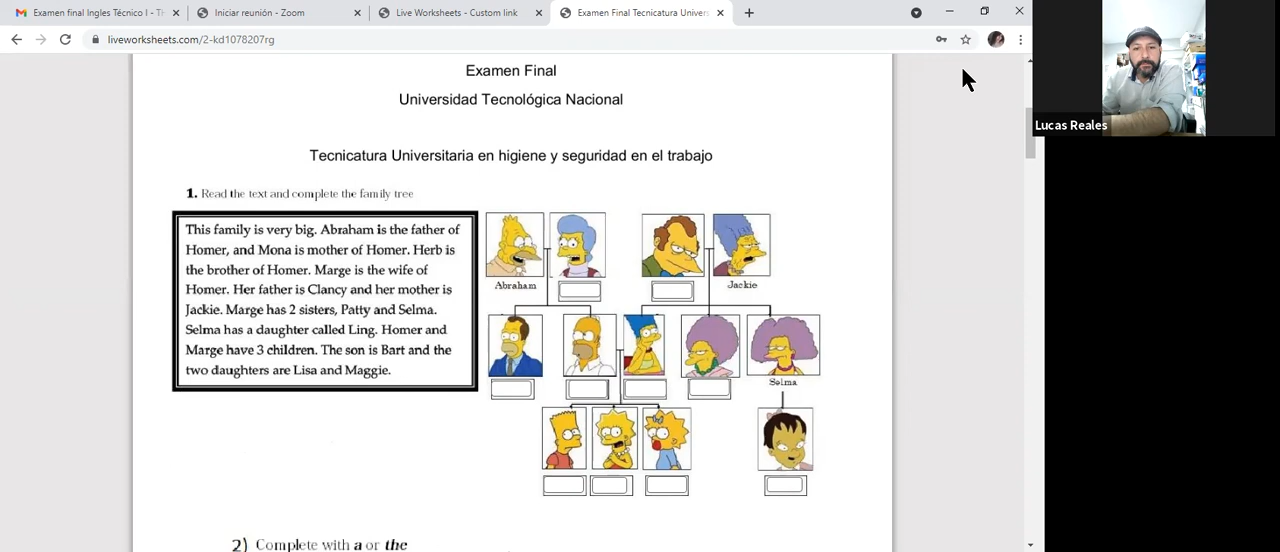 Examen final Ingles Técnico I - Th
Iniciar reunión - Zoom
Live Worksheets - Custom link
Examen Final Tecnicatura Univer
liveworksheets.com/2-kd1078207rg
Lucas Reales
Examen Final
Universidad Tecnológica Nacional
Tecnicatura Universitaria en higiene y seguridad en el trabajo
1. Read the text and complete the family tree
This family is very big. Abraham is the father of
Homer, and Mona is mother of Homer. Herb is
the brother of Homer. Marge is the wife of
Homer. Her father is Clancy and her mother is
Jackie. Marge has 2 sisters, Patty and Selma.
Selma has a daughter called Ling. Homer and
Marge have 3 children. The son is Bart and the
two daughters are Lisa and Maggie.
Abraham
Jackie
Selma
2) Complete with a or the